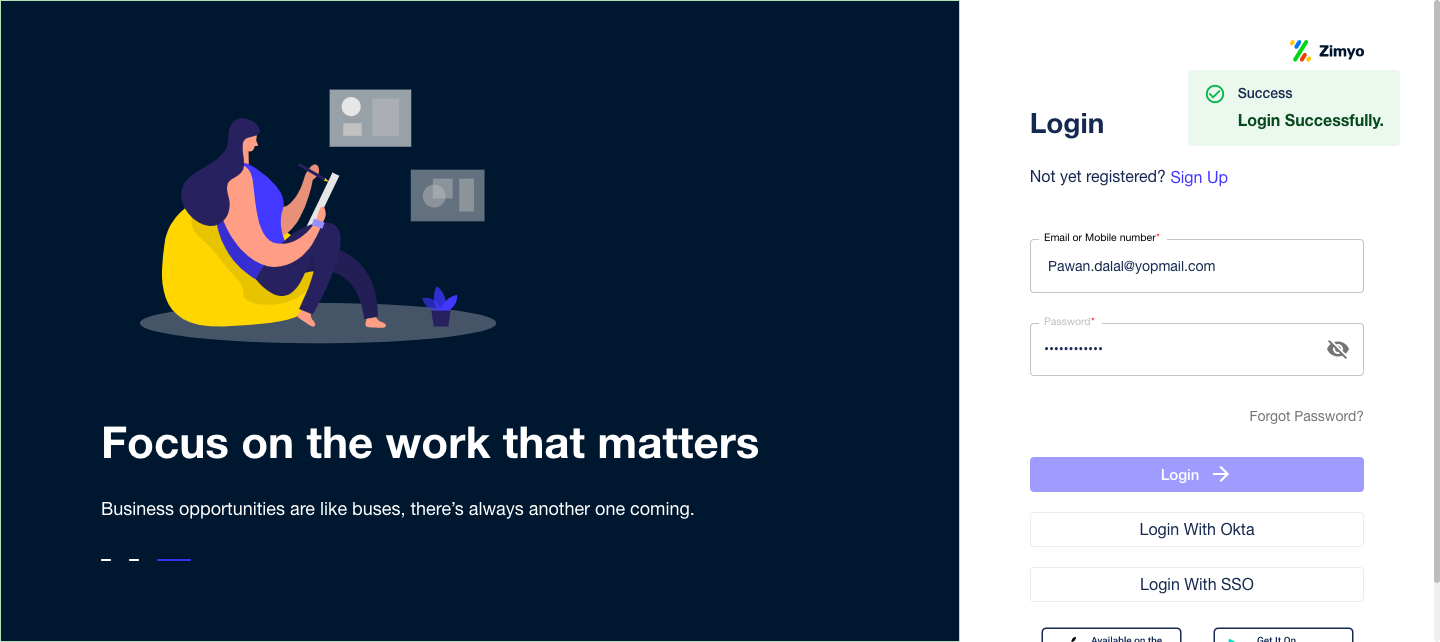 Focus on the work that matters
Business opportunities are like buses, there's always another one coming.
Zimyo
Success
Login Successfully.
Login
Not yet registered? Sign Up
Email or Mobile number*
Pawan.dalal@yopmail.com
Password*
••••••••••••
Forgot Password?
Login
Login With Okta
Login With SSO
Available on the
Get It On